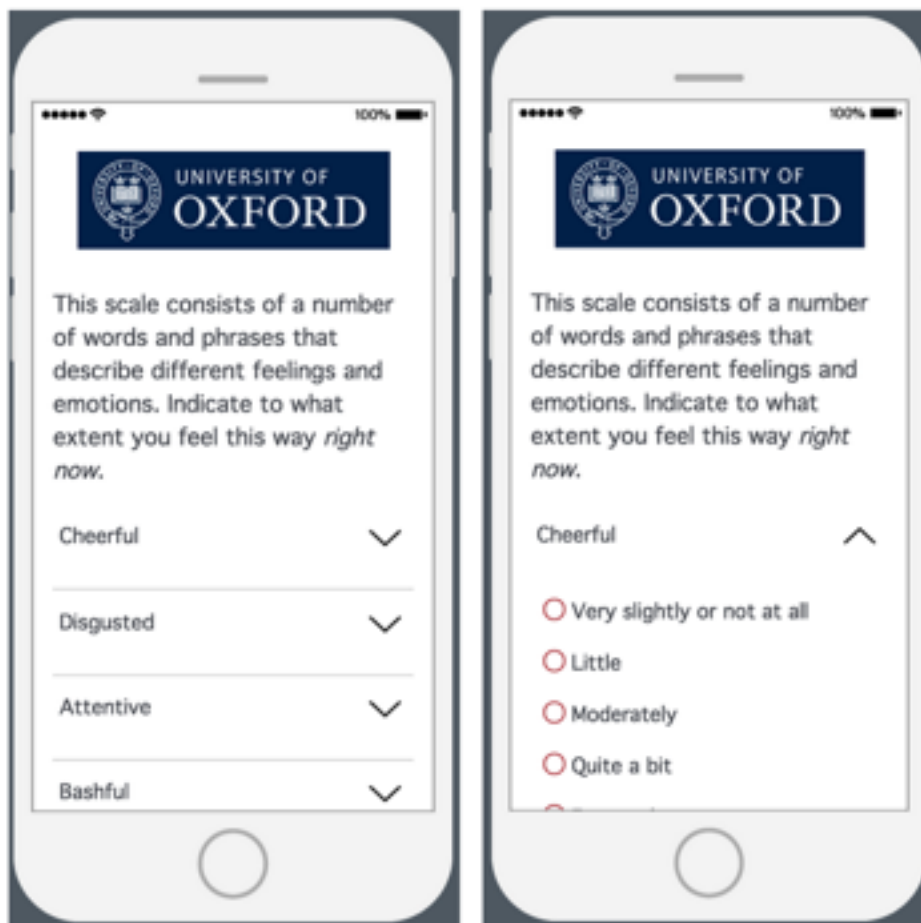 100%
UNIVERSITY OF
OXFORD
This scale consists of a number
of words and phrases that
describe different feelings and
emotions. Indicate to what
extent you feel this way right
now.
Cheerful
Disgusted
Attentive
Bashful
100%
UNIVERSITY OF
OXFORD
This scale consists of a number
of words and phrases that
describe different feelings and
emotions. Indicate to what
extent you feel this way right
now.
Cheerful
Very slightly or not at all
Little
Moderately
Quite a bit